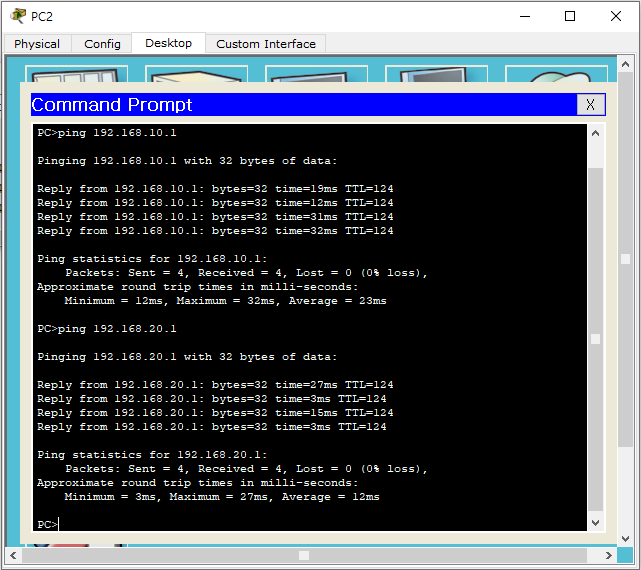 PC2
Physical Config Desktop Custom Interface
Command Prompt
X
PC>ping 192.168.10.1
Pinging 192.168.10.1 with 32 bytes of data:
Reply from 192.168.10.1: bytes=32 time=19ms TTL=124
Reply from 192.168.10.1: bytes=32 time=12ms TTL=124
Reply from 192.168.10.1: bytes=32 time=31ms TTL=124
Reply from 192.168.10.1: bytes=32 time=32ms TTL=124
Ping statistics for 192.168.10.1:
    Packets: Sent = 4, Received = 4, Lost = 0 (0% loss),
Approximate round trip times in milli-seconds:
    Minimum = 12ms, Maximum = 32ms, Average = 23ms
PC>ping 192.168.20.1
Pinging 192.168.20.1 with 32 bytes of data:
Reply from 192.168.20.1: bytes=32 time=27ms TTL=124
Reply from 192.168.20.1: bytes=32 time=3ms TTL=124
Reply from 192.168.20.1: bytes=32 time=15ms TTL=124
Reply from 192.168.20.1: bytes=32 time=3ms TTL=124
Ping statistics for 192.168.20.1:
    Packets: Sent = 4, Received = 4, Lost = 0 (0% loss),
Approximate round trip times in milli-seconds:
    Minimum = 3ms, Maximum = 27ms, Average = 12ms
PC>